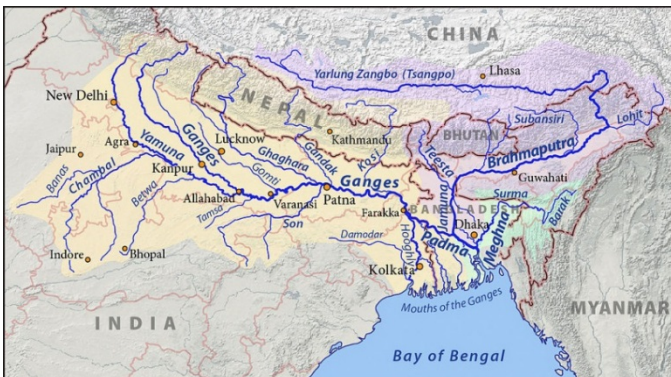 CHINA
Yarlung Zangbo (Tsangpo)
Lhasa
New Delhi
NEPAL
Kathmandu
BHUTAN
Subansiri
Lohit
Jaipur
Agra
Yamuna
Ganges
Lucknow
Ghaghara
Gandak
Kosi
Teesta
Brahmaputra
Guwahati
Banas
Chambal
Kanpur
Gomti
Betwa
Allahabad
Varanasi
Patna
Ganges
Jamuna
Surma
Barak
Tamsa
Son
Farakka
BANGLADESH
Dhaka
Damodar
Hooghly
Padma
Meghna
Indore
Bhopal
Kolkata
Mouths of the Ganges
INDIA
MYANMAR
Bay of Bengal